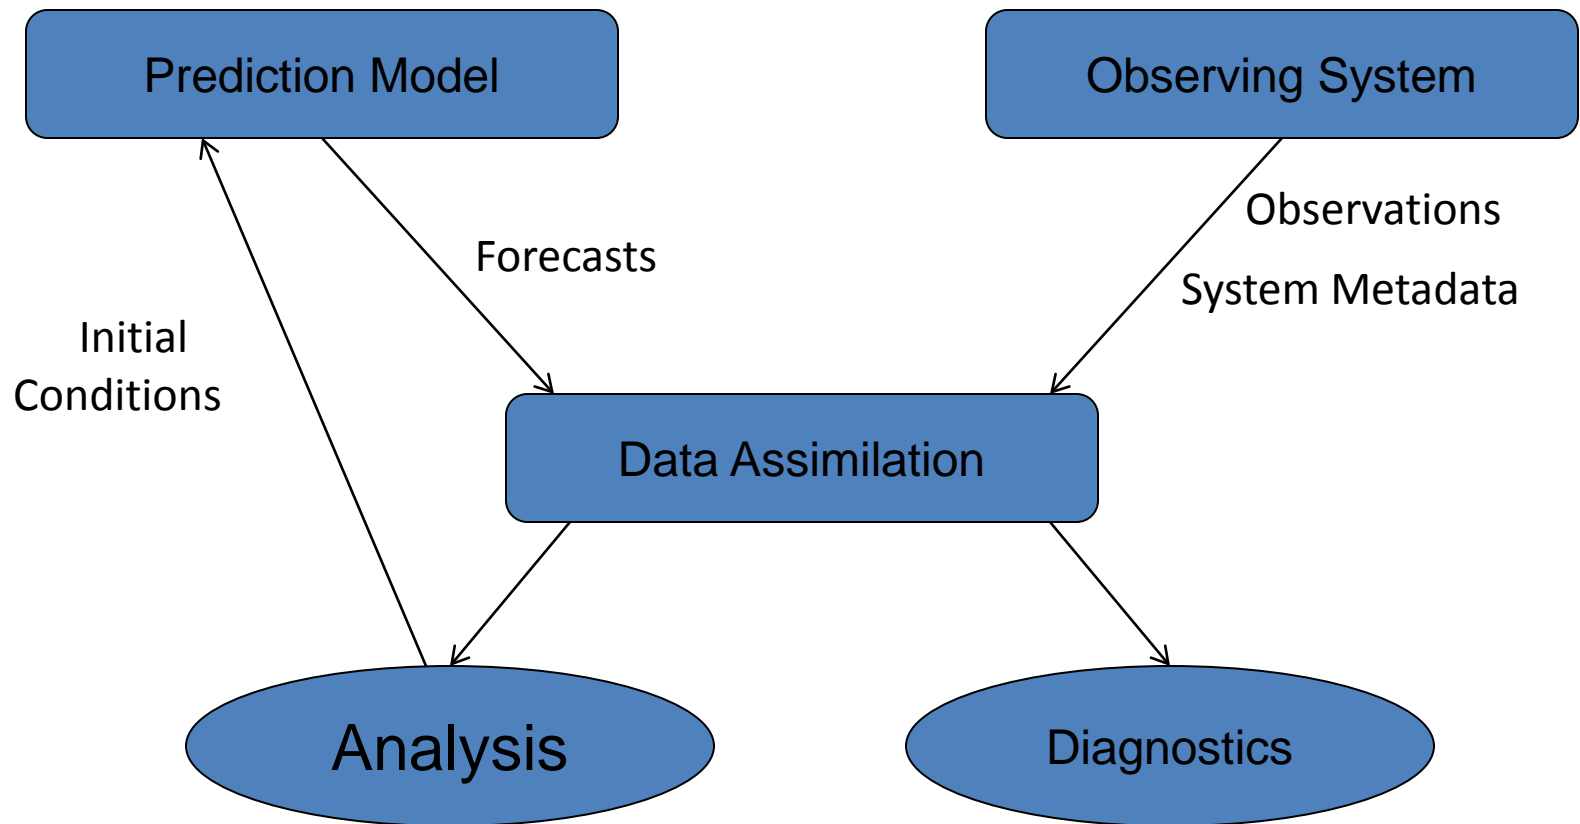 Prediction Model
Observing System
Observations
Forecasts
System Metadata
Initial
Conditions
Data Assimilation
Analysis
Diagnostics